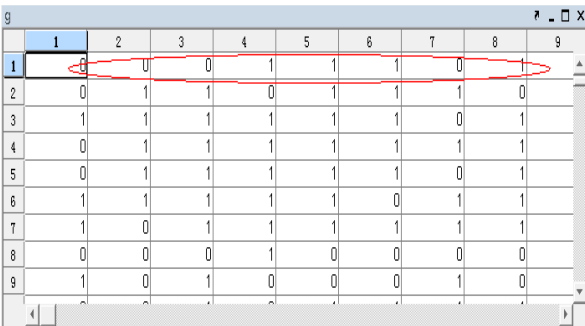 g
1 2 3 4 5 6 7 8 9
1 0 0 0 1 1 1 0 1
2 0 1 1 0 1 1 1 0
3 1 1 1 1 1 1 0 1
4 0 1 1 1 1 1 1 1
5 0 1 1 1 1 1 0 1
6 1 1 1 1 1 0 1 1
7 1 0 1 1 1 1 1 1
8 0 0 0 1 0 0 0 0
9 1 0 1 0 0 0 1 0